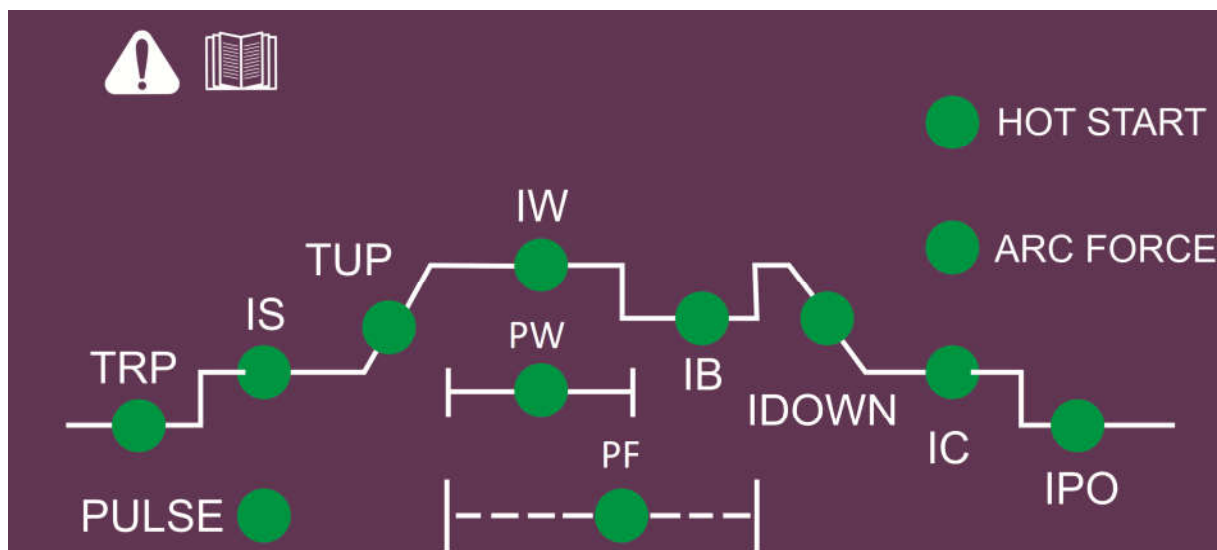 HOT START
IW
TUP
ARC FORCE
IS
PW
TRP
IB
IDOWN
IC
PF
IPO
PULSE